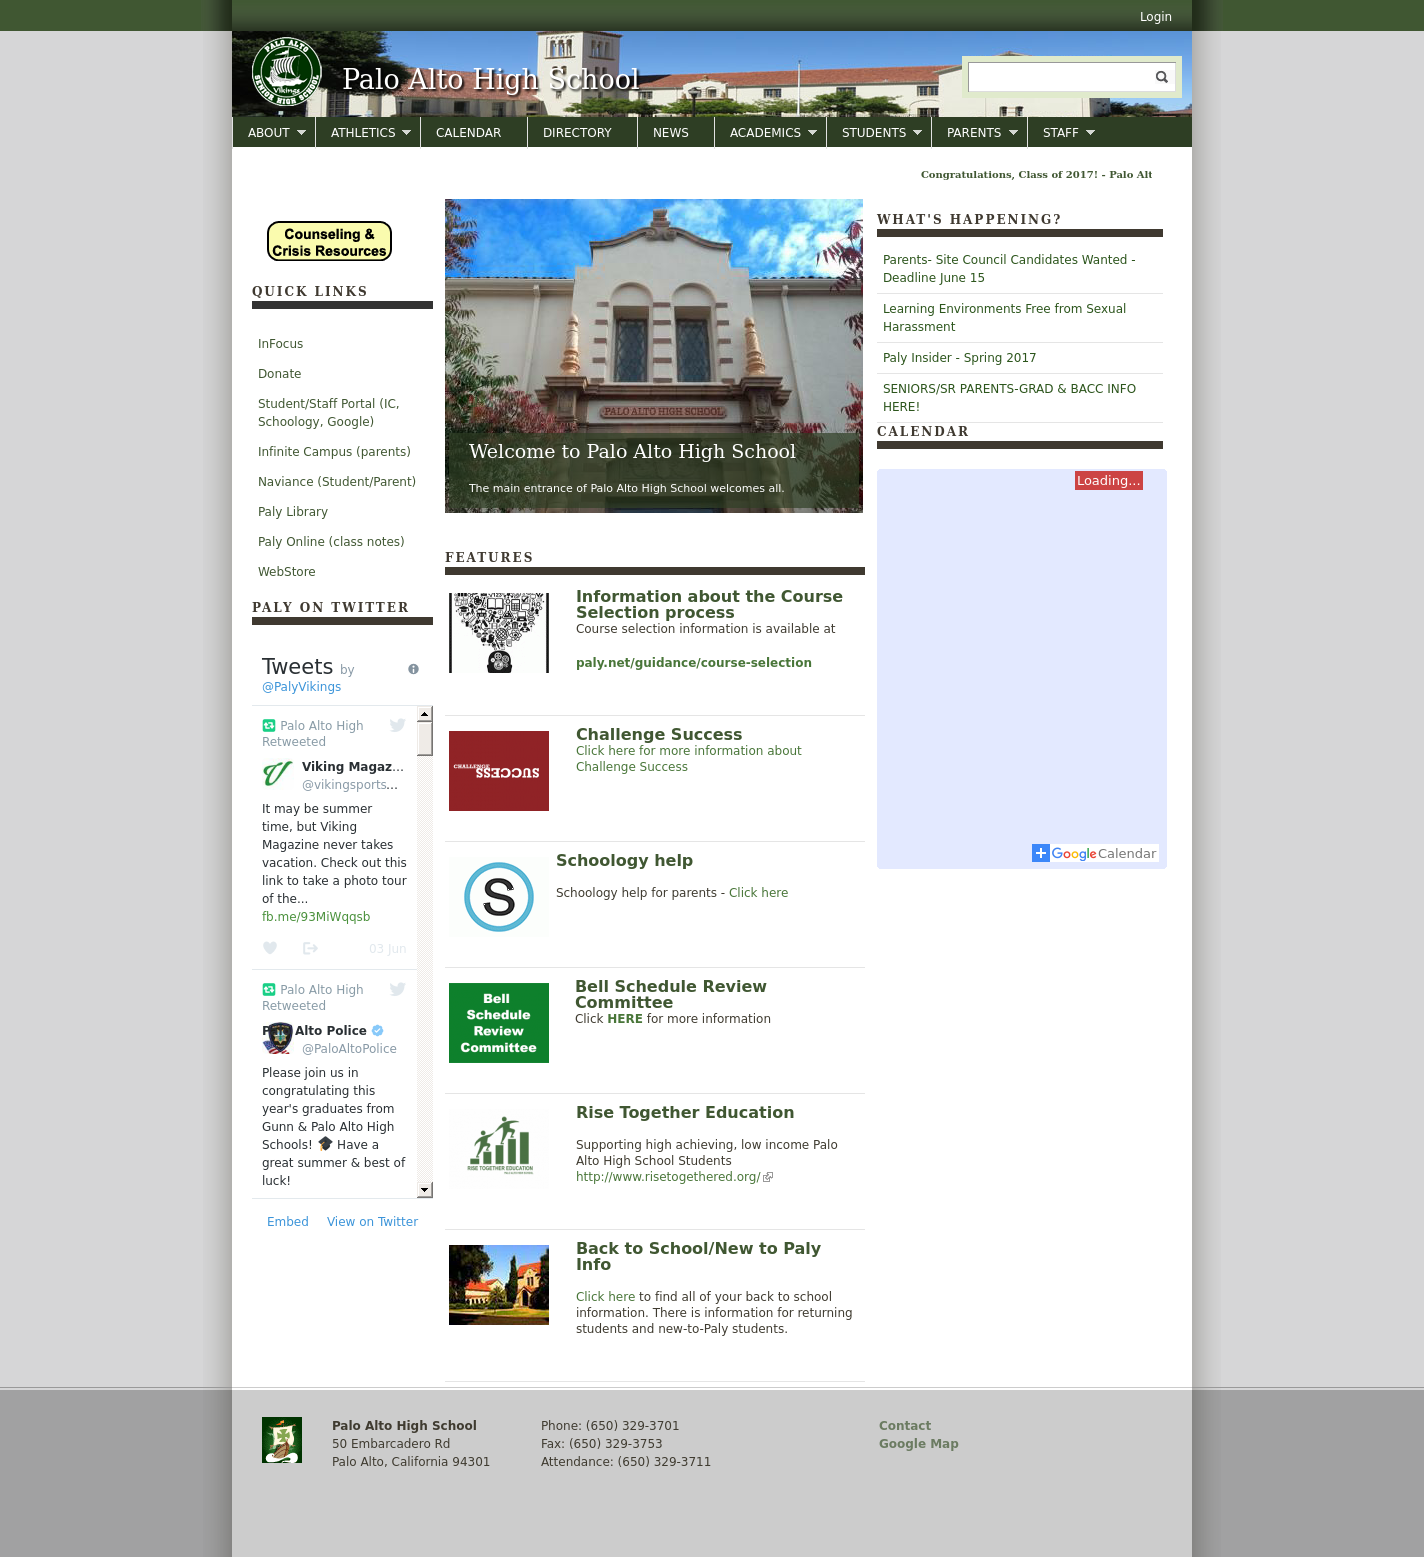 Login
PALO ALTO
Vikings
SENIOR HIGH SCHOOL
Palo Alto High School
ABOUT
ATHLETICS
CALENDAR
DIRECTORY
NEWS
ACADEMICS
STUDENTS
PARENTS
STAFF
Congratulations, Class of 2017! - Palo Alt
Counseling &
Crisis Resources
QUICK LINKS
InFocus
Donate
Student/Staff Portal (IC,
Schoology, Google)
Infinite Campus (parents)
Naviance (Student/Parent)
Paly Library
Paly Online (class notes)
WebStore
PALY ON TWITTER
Tweets by
@PalyVikings
Palo Alto High
Retweeted
Viking Magaz...
@vikingsports...
It may be summer
time, but Viking
Magazine never takes
vacation. Check out this
link to take a photo tour
of the...
fb.me/93MiWqqsb
03 Jun
Palo Alto High
Retweeted
P Alto Police
@PaloAltoPolice
Please join us in
congratulating this
year's graduates from
Gunn & Palo Alto High
Schools! 🎓 Have a
great summer & best of
luck!
Embed
View on Twitter
PALO ALTO HIGH SCHOOL
Welcome to Palo Alto High School
The main entrance of Palo Alto High School welcomes all.
FEATURES
Information about the Course
Selection process
Course selection information is available at
paly.net/guidance/course-selection
CHALLENGE
SUCCESS
Challenge Success
Click here for more information about
Challenge Success
S
Schoology help
Schoology help for parents - Click here
Bell
Schedule
Review
Committee
Bell Schedule Review
Committee
Click HERE for more information
RISE TOGETHER EDUCATION
Rise Together Education
Supporting high achieving, low income Palo
Alto High School Students
http://www.risetogethered.org/
Back to School/New to Paly
Info
Click here to find all of your back to school
information. There is information for returning
students and new-to-Paly students.
WHAT'S HAPPENING?
Parents- Site Council Candidates Wanted -
Deadline June 15
Learning Environments Free from Sexual
Harassment
Paly Insider - Spring 2017
SENIORS/SR PARENTS-GRAD & BACC INFO
HERE!
CALENDAR
Loading...
Google Calendar
Palo Alto High School
50 Embarcadero Rd
Palo Alto, California 94301
Phone: (650) 329-3701
Fax: (650) 329-3753
Attendance: (650) 329-3711
Contact
Google Map